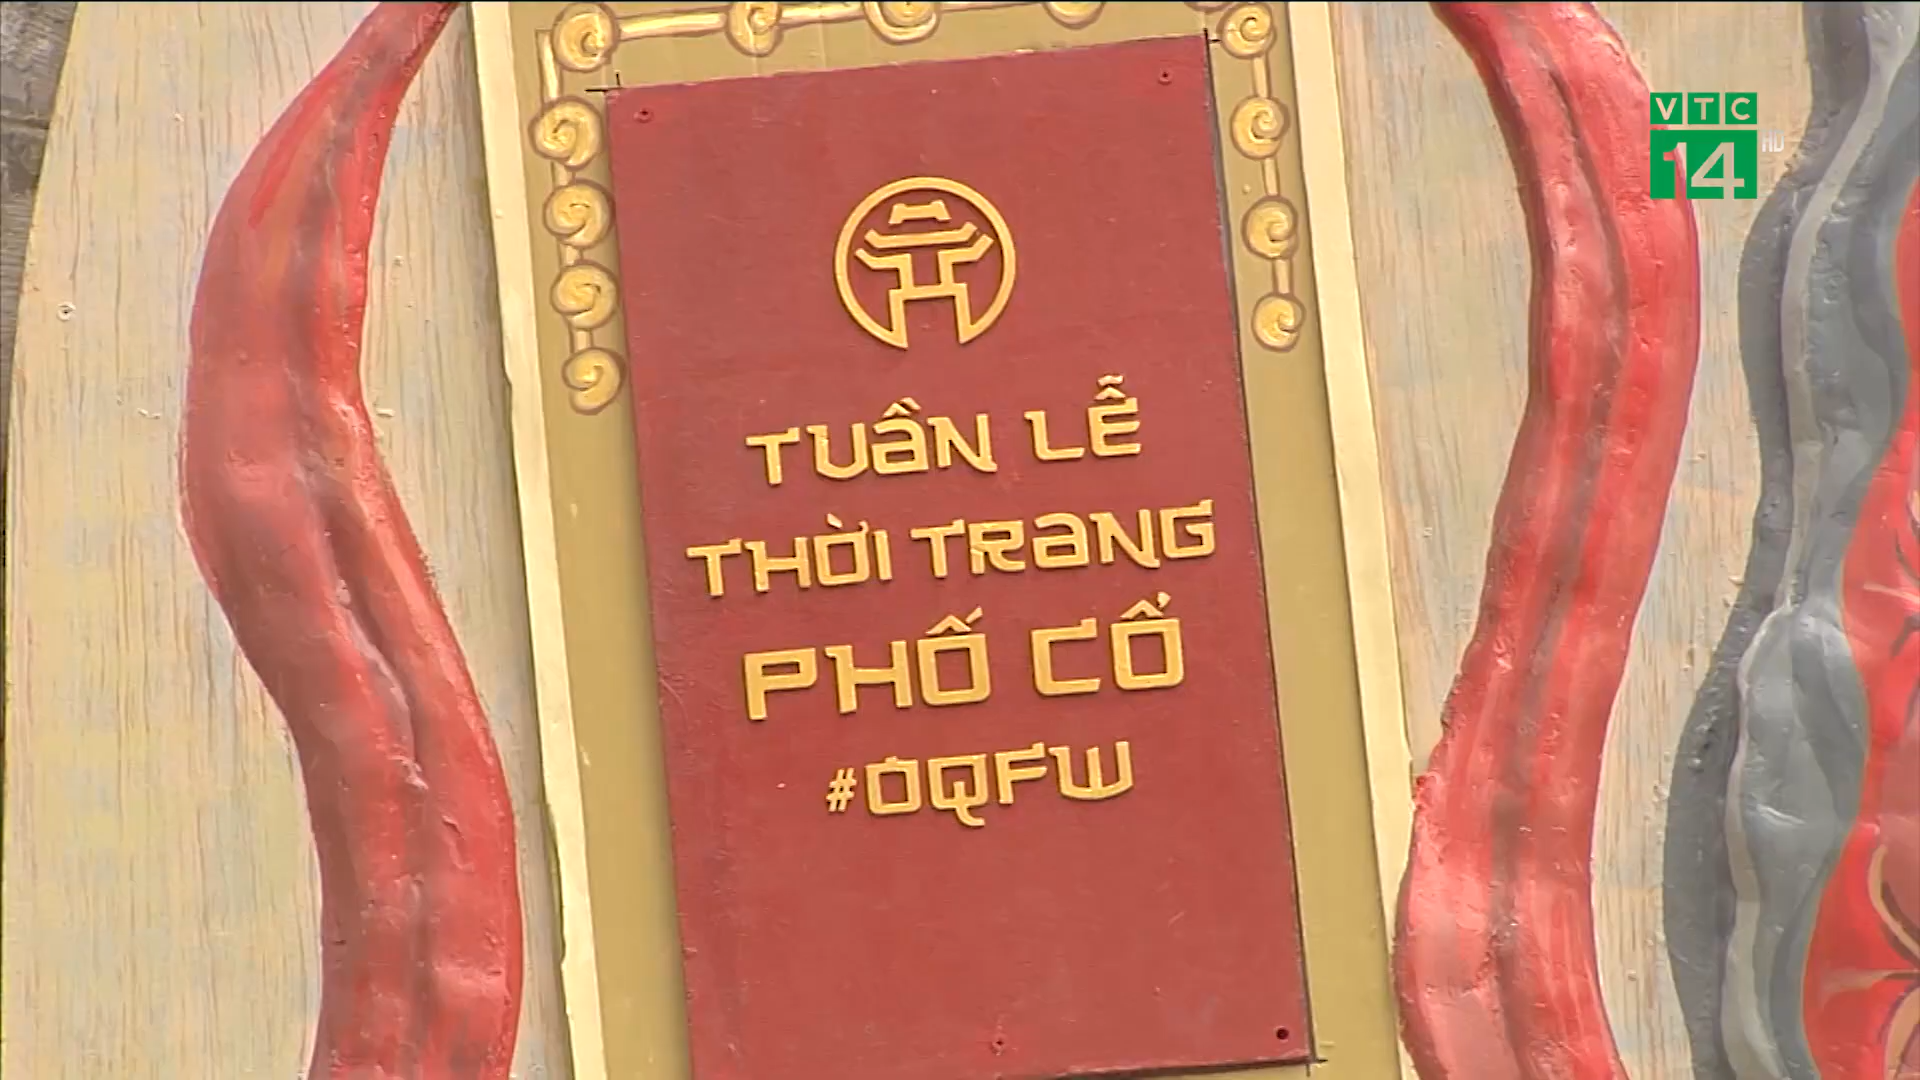 VTC
14 HD
TUẦN LỄ
THỜI TRANG
PHỐ CỔ
#OQFW